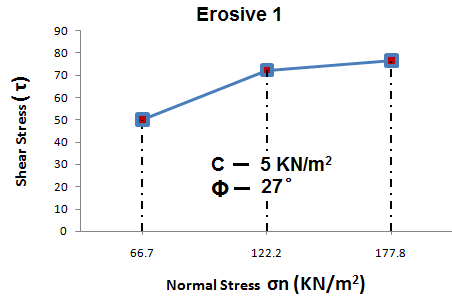 Erosive 1
90
80
70
60
50
40
30
20
10
0
Shear Stress ( τ )
C — 5 KN/m²
Φ — 27°
66.7 122.2 177.8
Normal Stress σn (KN/m²)